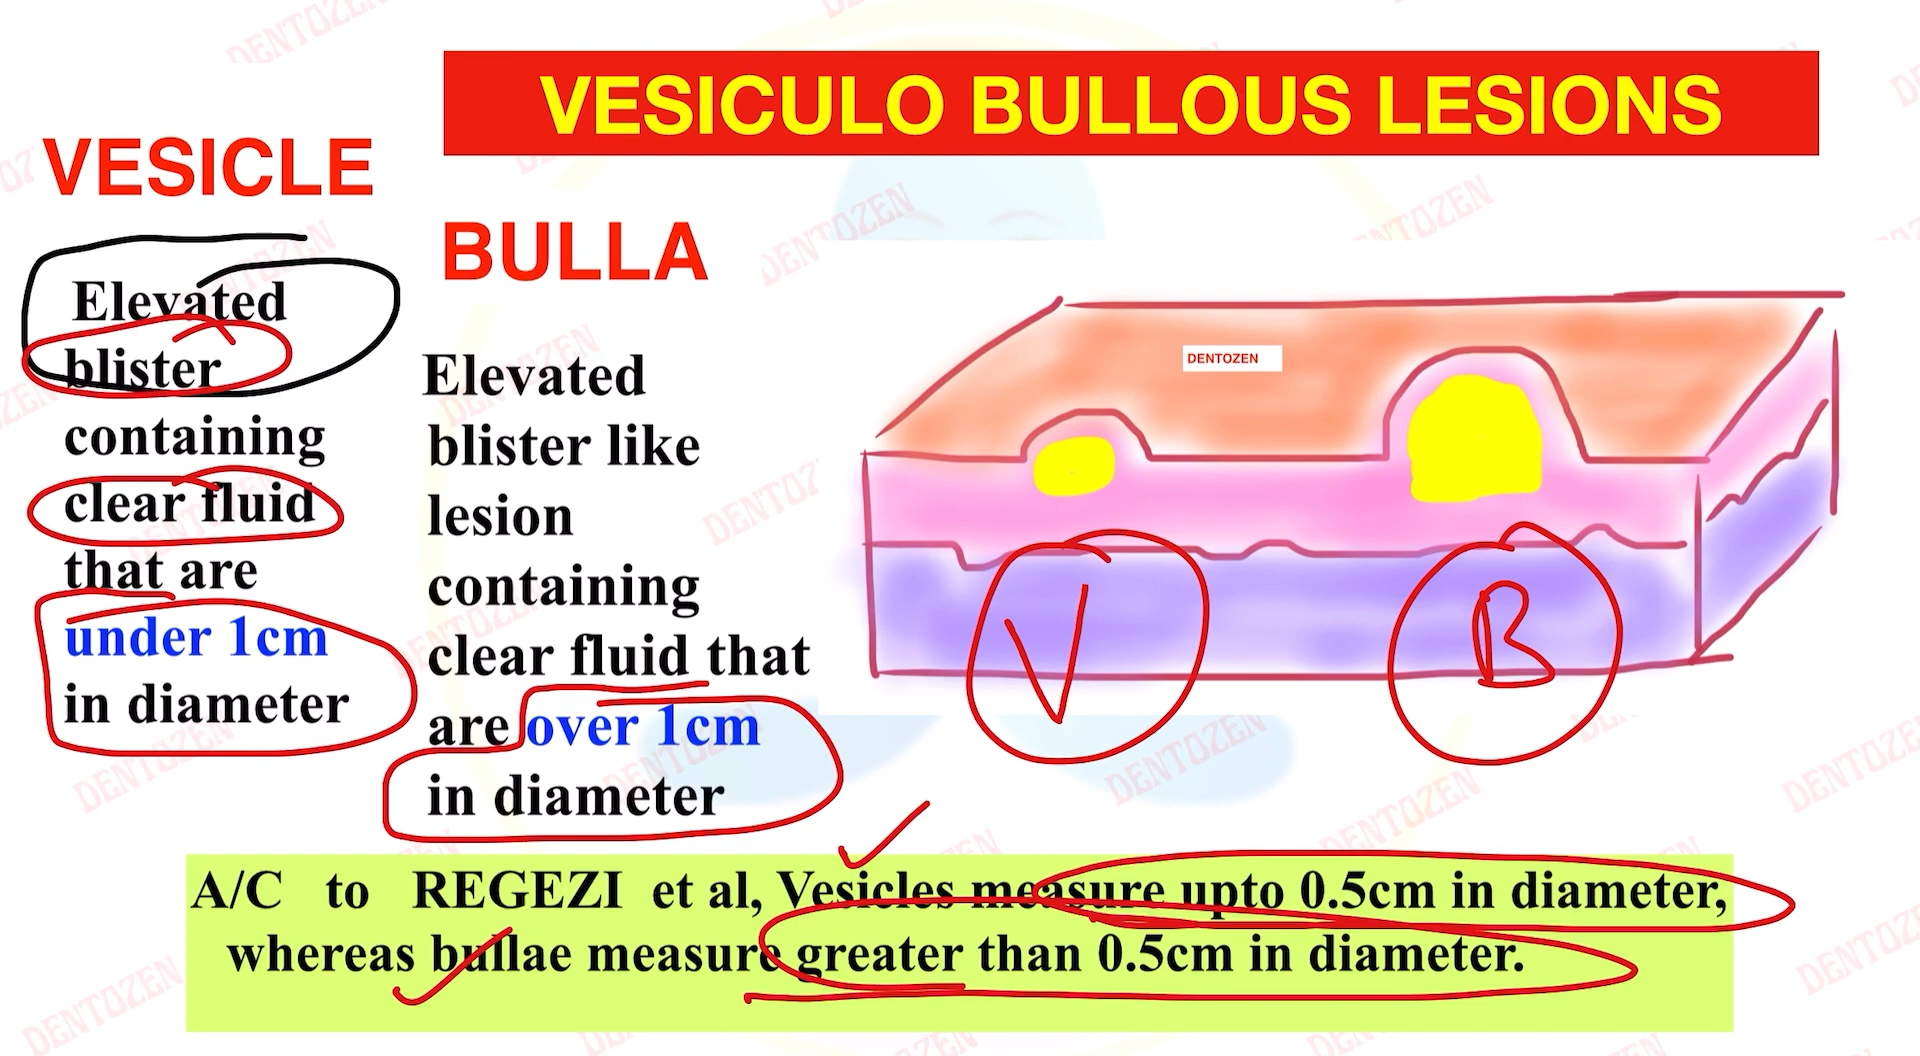 VESICULO BULLOUS LESIONS
VESICLE
Elevated
blister
containing
clear fluid
that are
under 1cm
in diameter
BULLA
Elevated
blister like
lesion
containing
clear fluid that
are over 1cm
in diameter
DENTOZEN
V
B
A/C to REGEZI et al, Vesicles measure upto 0.5cm in diameter,
whereas bullae measure greater than 0.5cm in diameter.